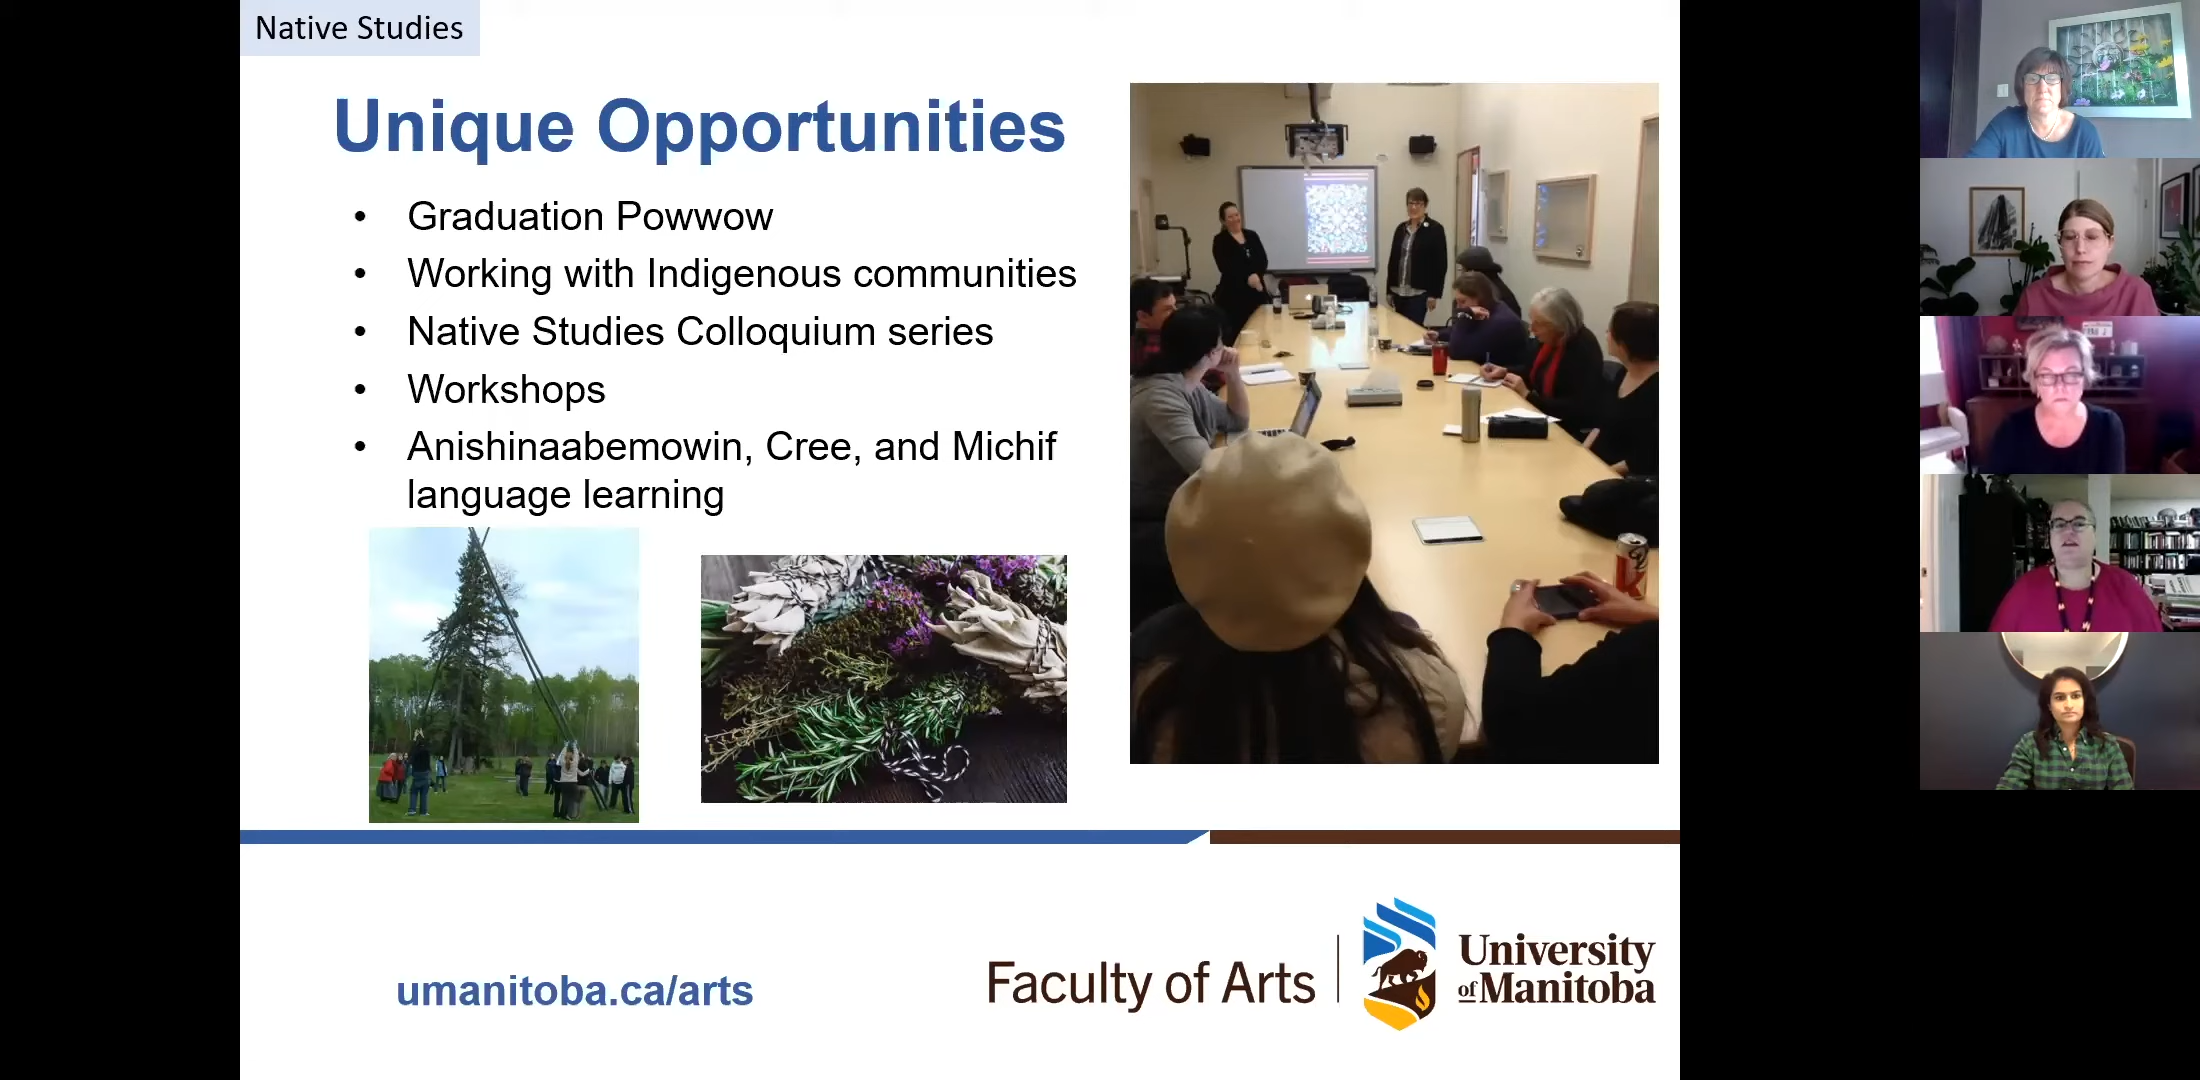 Native Studies
Unique Opportunities
• Graduation Powwow
• Working with Indigenous communities
• Native Studies Colloquium series
• Workshops
• Anishinaabemowin, Cree, and Michif
language learning
umanitoba.ca/arts
Faculty of Arts
University
of Manitoba